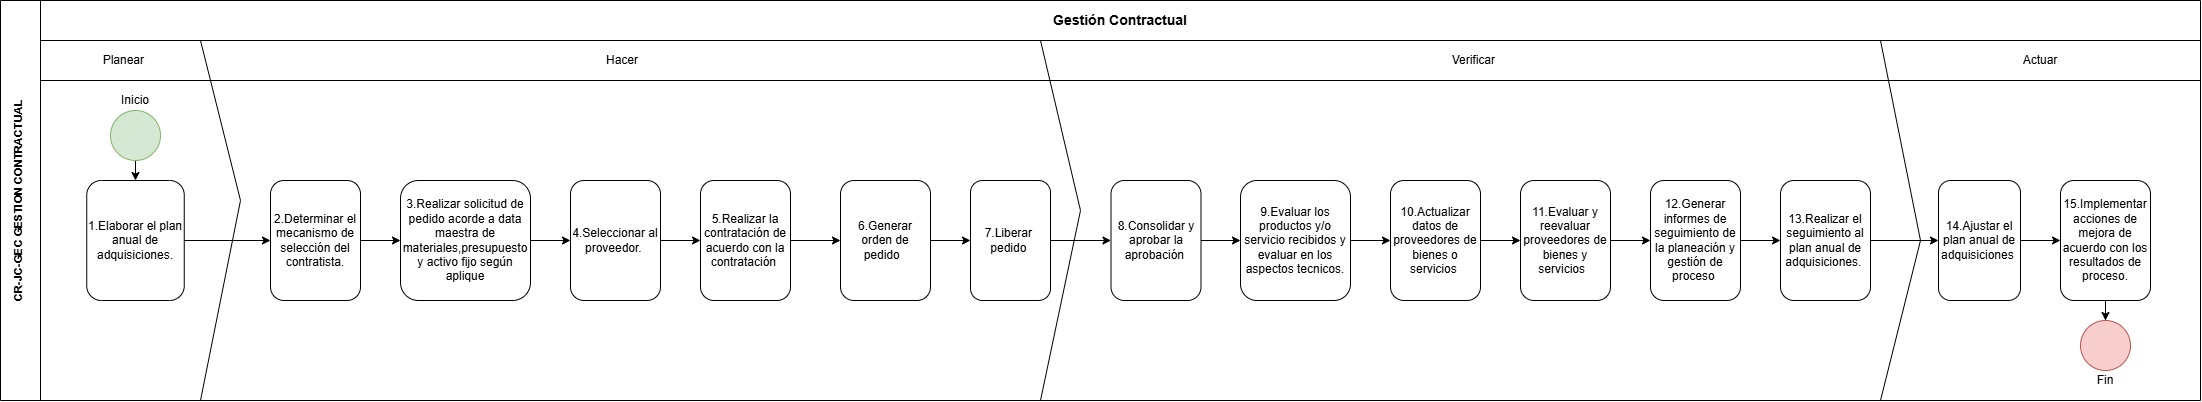 Gestión Contractual
Planear
Hacer
Verificar
Actuar
CR-JC-GEC GESTION CONTRACTUAL
Inicio
1.Elaborar el plan
anual de
adquisiciones.
2.Determinar el
mecanismo de
selección del
contratista.
3.Realizar solicitud de
pedido acorde a data
maestra de
materiales,presupuesto
y activo fijo según
aplique
4.Seleccionar al
proveedor.
5.Realizar la
contratación de
acuerdo con la
contratación
6.Generar
orden de
pedido
7.Liberar
pedido
8.Consolidar y
aprobar la
aprobación
9.Evaluar los
productos y/o
servicio recibidos y
evaluar en los
aspectos tecnicos.
10.Actualizar
datos de
proveedores de
bienes o
servicios
11.Evaluar y
reevaluar
proveedores de
bienes y
servicios
12.Generar
informes de
seguimiento de
la planeación y
gestión de
proceso
13.Realizar el
seguimiento al
plan anual de
adquisiciones.
14.Ajustar el
plan anual de
adquisiciones
15.Implementar
acciones de
mejora de
acuerdo con los
resultados de
proceso.
Fin